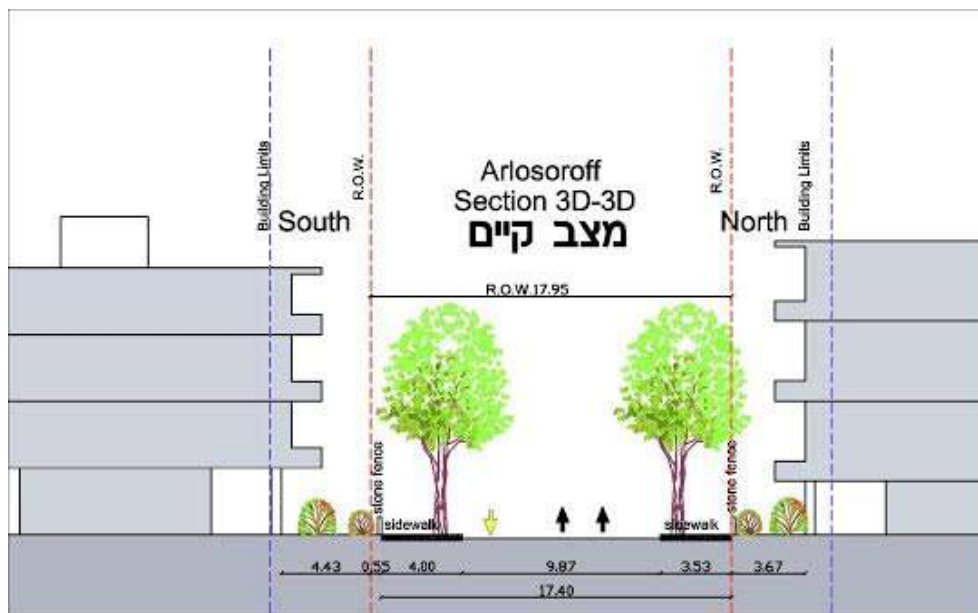 Building Limits
R.O.W.
R.O.W.
Building Limits
Arlosoroff
Section 3D-3D
מצב קיים
South
North
R.O.W.17.95
stone fence
stone fence
sidewalk
sidewalk
4.43
0.55
4.00
9.87
3.53
3.67
17.40